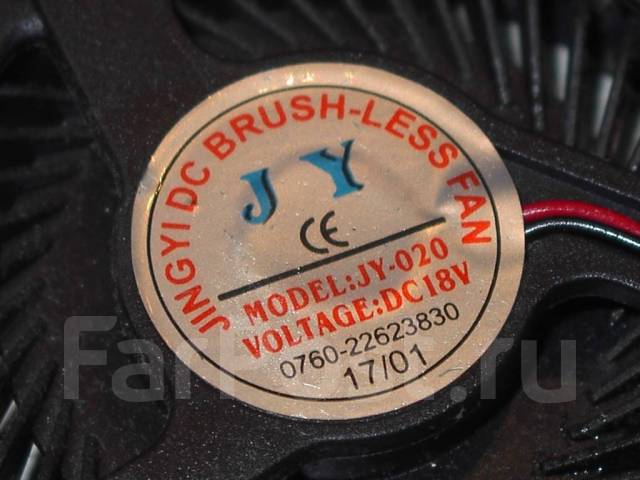 JINGYI DC BRUSH-LESS FAN
JY
CE
MODEL:JY-020
VOLTAGE:DC18V
0760-22623830
17/01
FarPost.ru